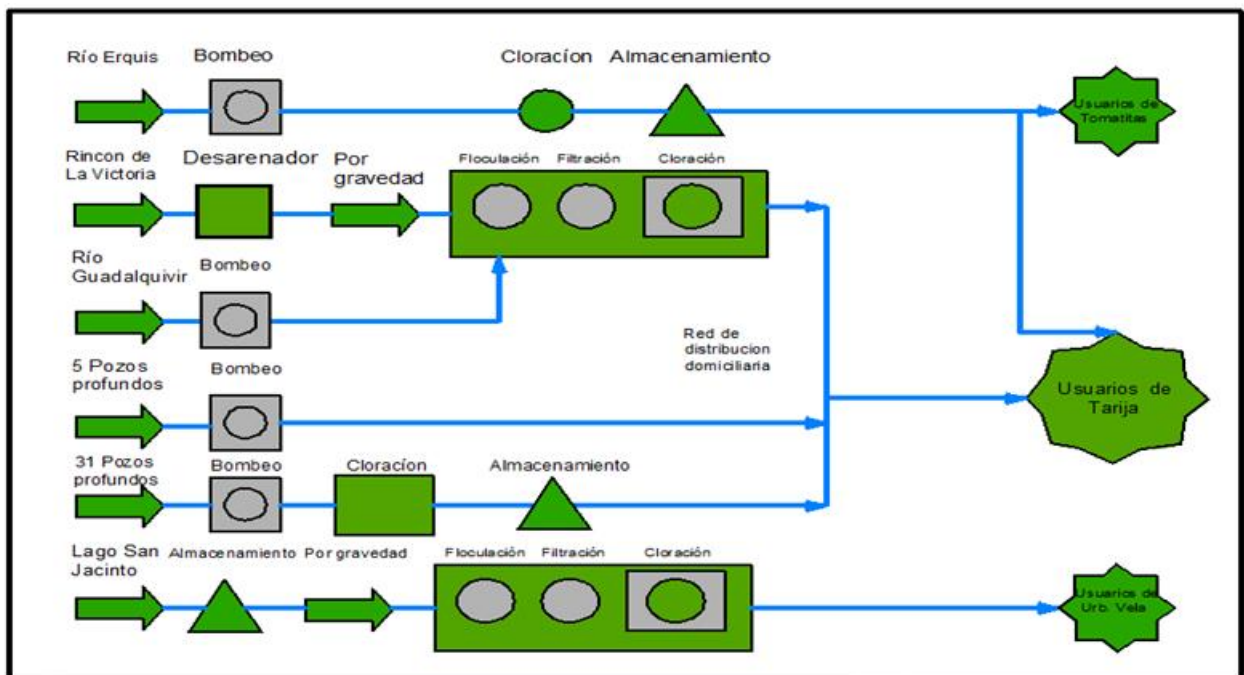 Río Erquis
Bombeo
Cloracíon
Almacenamiento
Usuarios de
Tomatitas
Rincon de
La Victoria
Desarenador
Por
gravedad
Floculación
Filtración
Cloración
Río
Guadalquivir
Bombeo
Red de
distribucion
domiciliaria
5 Pozos
profundos
Bombeo
Usuarios de
Tarija
31 Pozos
profundos
Bombeo
Cloracíon
Almacenamiento
Lago San
Jacinto
Almacenamiento
Por gravedad
Floculación
Filtración
Cloración
Usuarios de
Urb. Vela